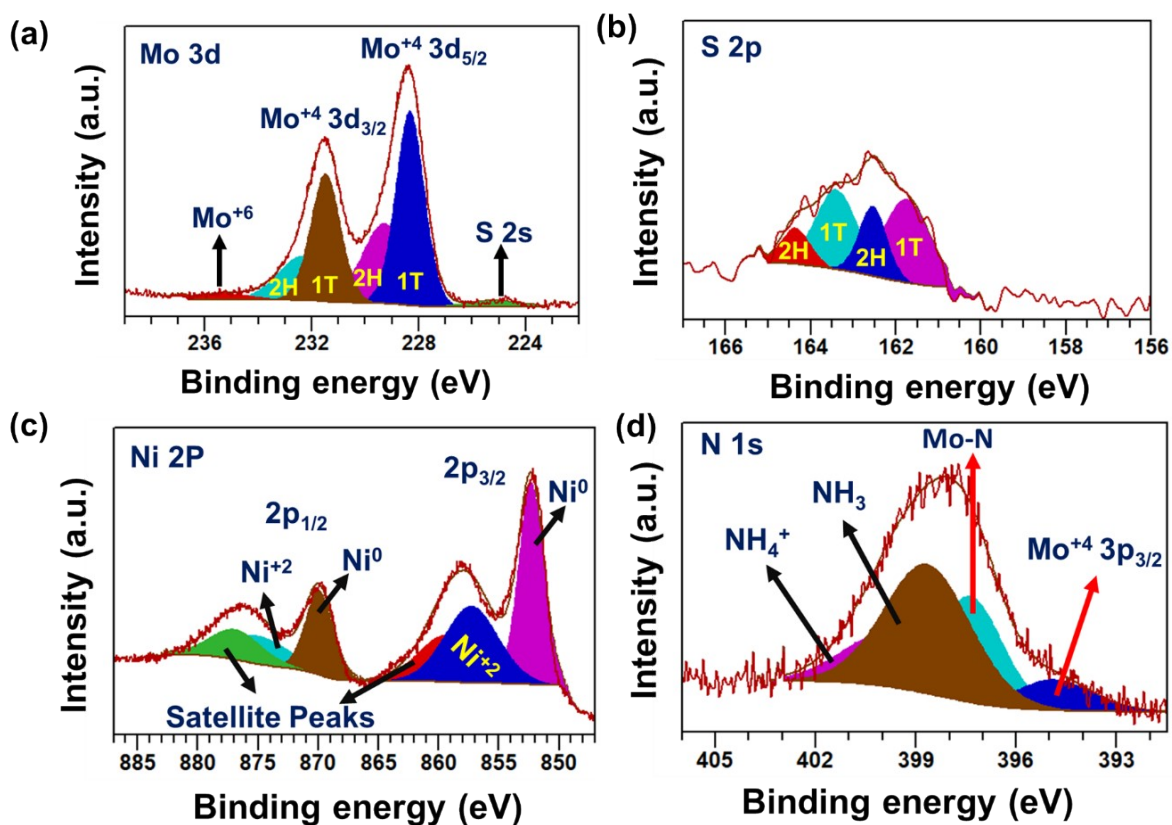 (a)
Mo 3d
Mo⁺⁴ 3d₅/₂
Mo⁺⁴ 3d₃/₂
Mo⁺⁶
S 2s
2H
1T
2H
1T
Intensity (a.u.)
236
232
228
224
Binding energy (eV)
(b)
S 2p
2H
1T
2H
1T
Intensity (a.u.)
166
164
162
160
158
156
Binding energy (eV)
(c)
Ni 2P
2p₃/₂
Ni⁰
2p₁/₂
Ni⁺²
Ni⁰
Ni⁺²
Satellite Peaks
Intensity (a.u.)
885
880
875
870
865
860
855
850
Binding energy (eV)
(d)
N 1s
Mo-N
NH₃
NH₄⁺
Mo⁺⁴ 3p₃/₂
Intensity (a.u.)
405
402
399
396
393
Binding energy (eV)